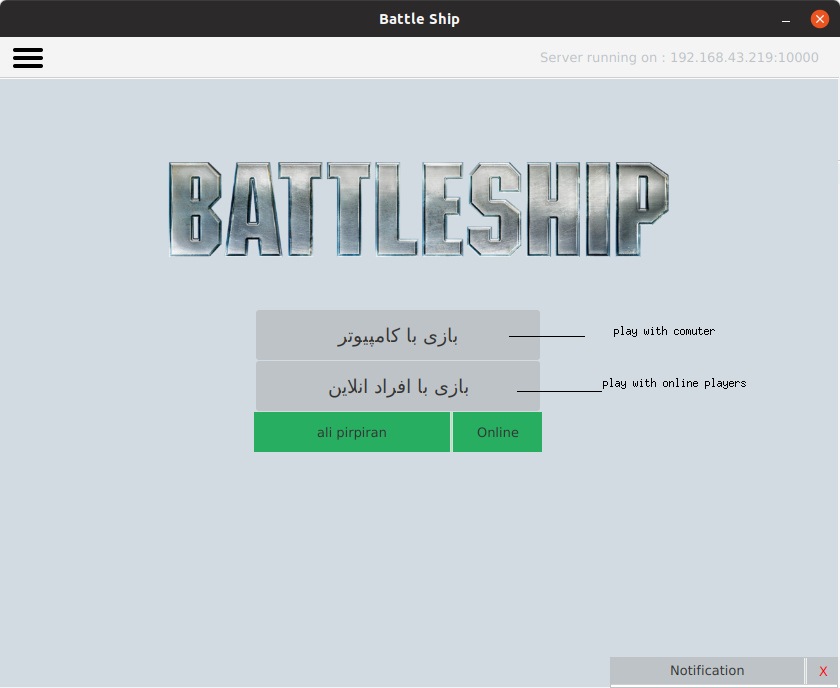 Battle Ship
Server running on : 192.168.43.219:10000
BATTLESHIP
بازی با کامپیوتر
play with comuter
بازی با افراد انلاین
play with online players
ali pirpiran
Online
Notification
X